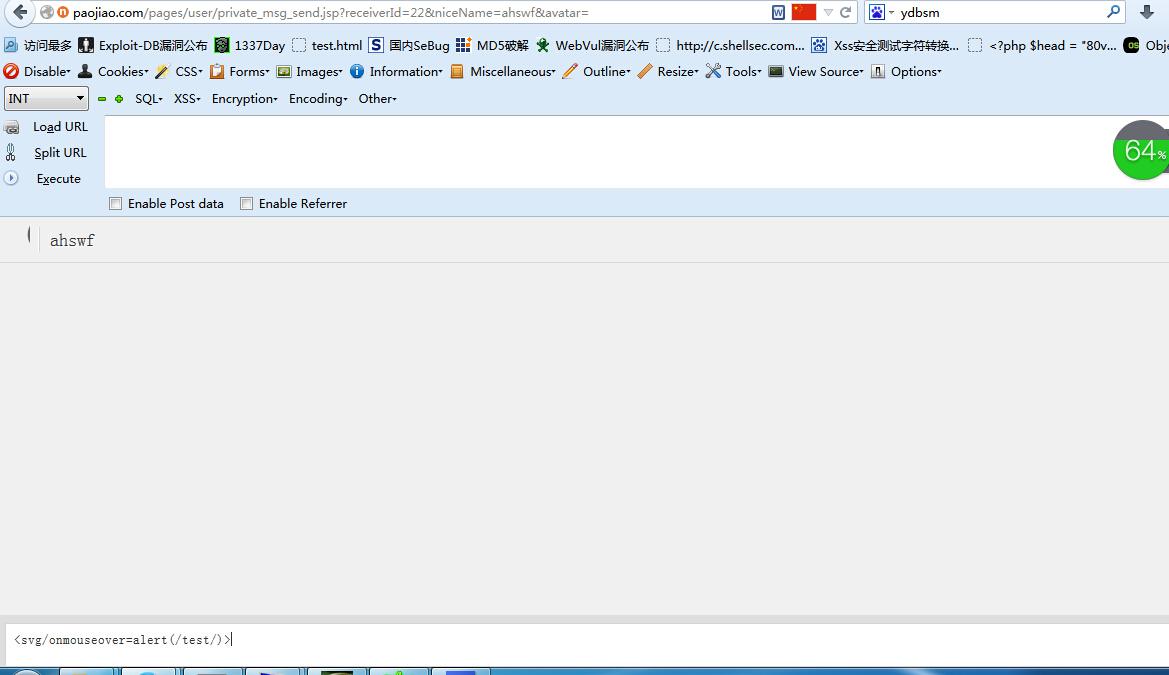 paojiao.com/pages/user/private_msg_send.jsp?receiverId=22&niceName=ahswf&avatar= ydbsm
访问最多 Exploit-DB漏洞公布 1337Day test.html 国内SeBug MD5破解 WebVul漏洞公布 http://c.shellsec.com... Xss安全测试字符转换... <?php $head = "80v... Obje
Disable Cookies CSS Forms Images Information Miscellaneous Outline Resize Tools View Source Options
INT SQL XSS Encryption Encoding Other
Load URL
64%
Split URL
Execute
Enable Post data Enable Referrer
ahswf
<svg/onmouseover=alert(/test/)>